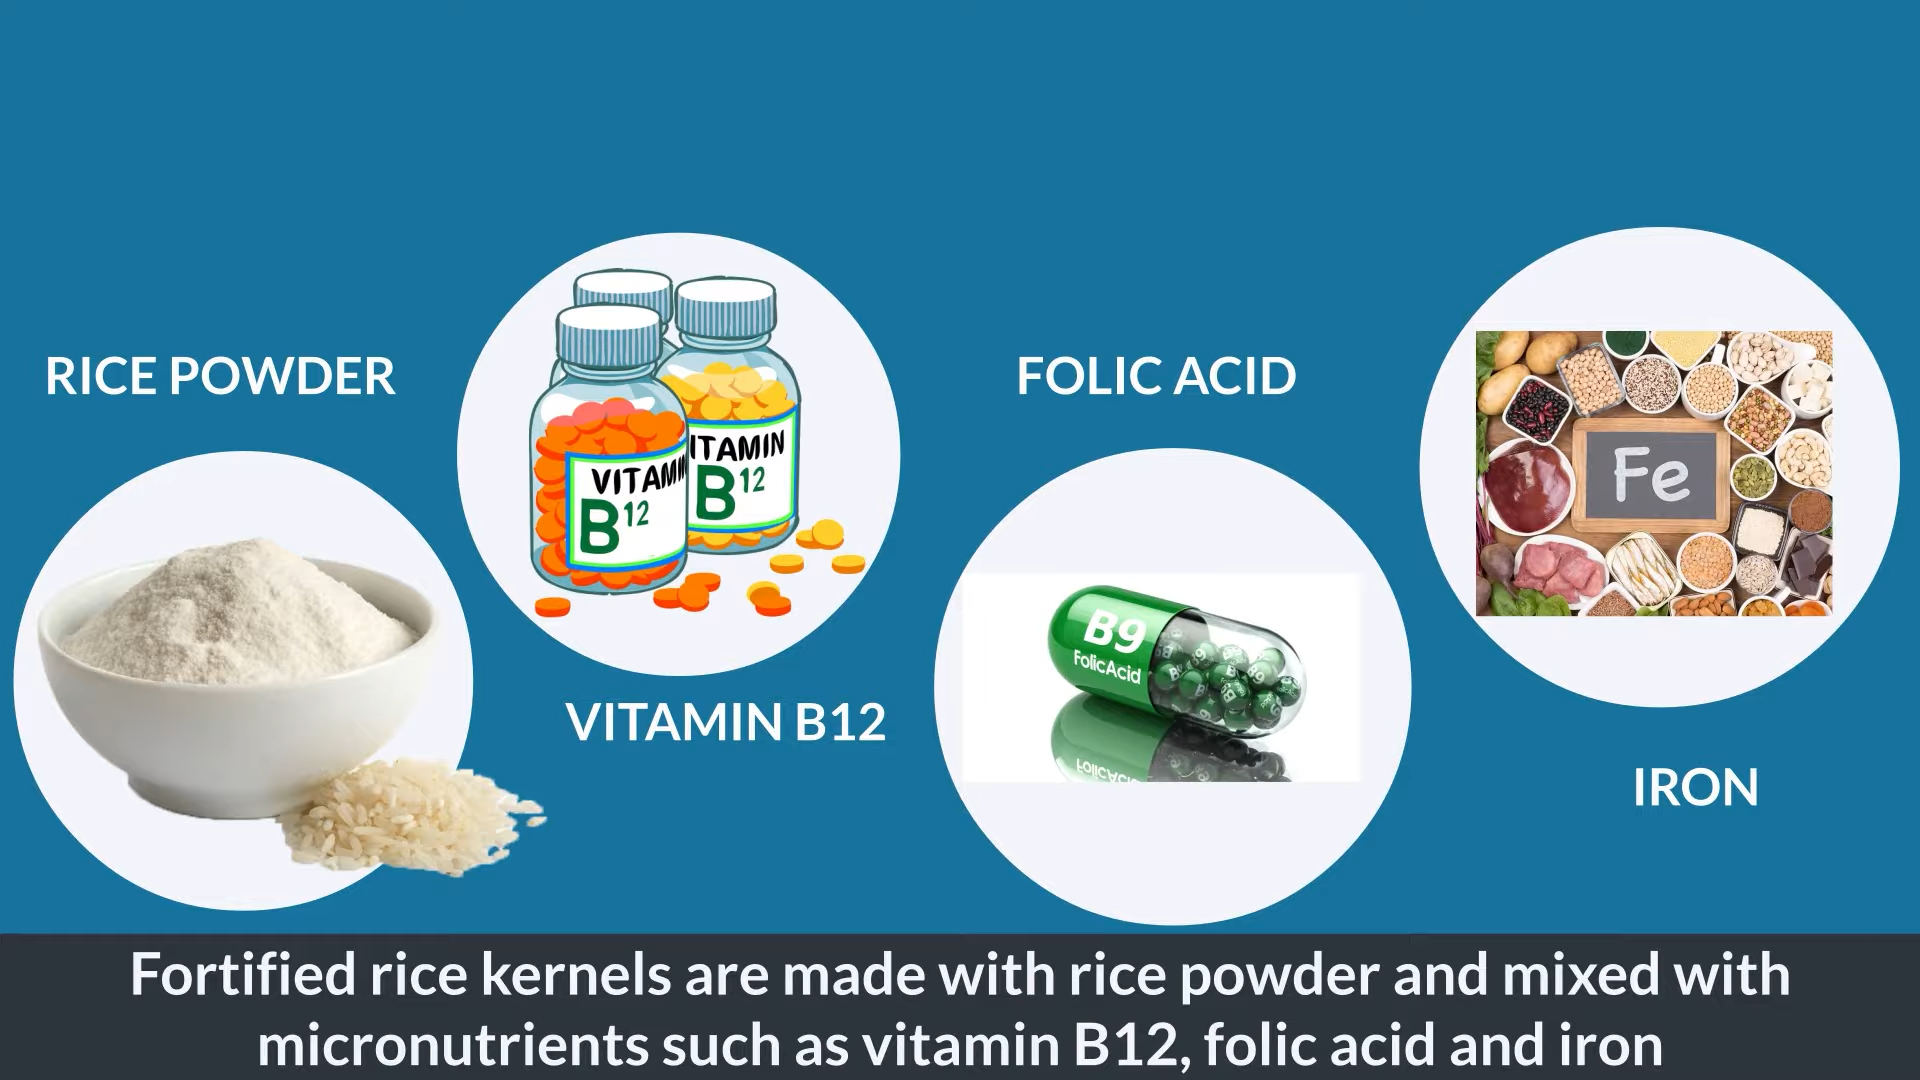 RICE POWDER
VITAMIN
B12
ITAMIN
B12
VITAMIN B12
FOLIC ACID
B9
FolicAcid
Fe
IRON
Fortified rice kernels are made with rice powder and mixed with
micronutrients such as vitamin B12, folic acid and iron